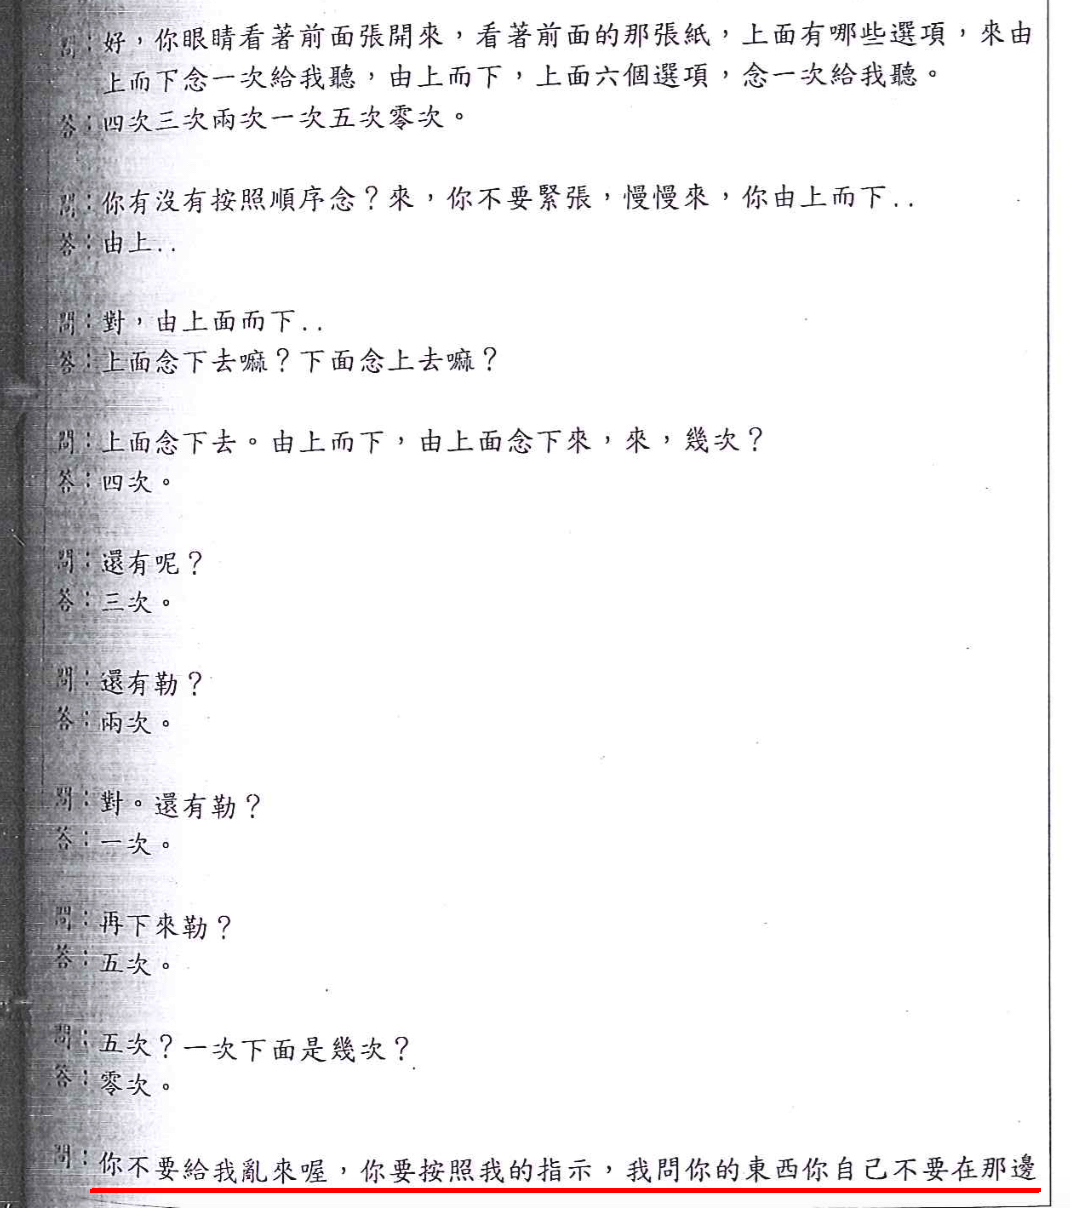 問：好，你眼睛看著前面張開來，看著前面的那張紙，上面有哪些選項，來由
上而下念一次給我聽，由上而下，上面六個選項，念一次給我聽。
答：四次三次兩次一次五次零次。
問：你有沒有按照順序念？來，你不要緊張，慢慢來，你由上而下..
答：由上..
問：對，由上面而下..
答：上面念下去嘛？下面念上去嘛？
問：上面念下去。由上而下，由上面念下來，來，幾次？
答：四次。
問：還有呢？
答：三次。
問：還有勒？
答：兩次。
問：對。還有勒？
答：一次。
問：再下來勒？
答：五次。
問：五次？一次下面是幾次？
答：零次。
問：你不要給我亂來喔，你要按照我的指示，我問你的東西你自己不要在那邊